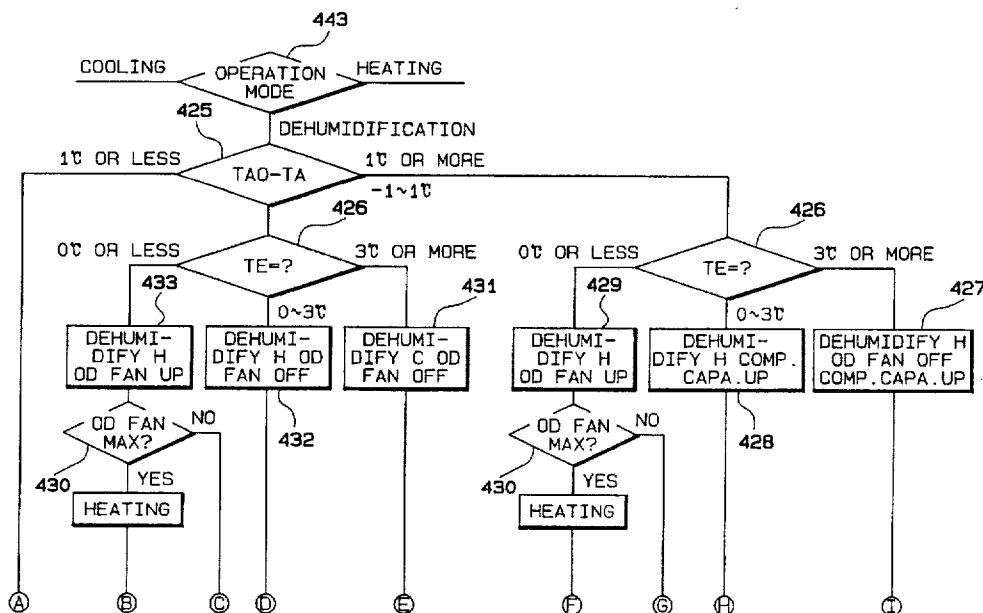 443
COOLING
OPERATION
MODE
HEATING
425
DEHUMIDIFICATION
1℃ OR LESS
TAO-TA
1℃ OR MORE
-1~1℃
426
0℃ OR LESS
TE=?
3℃ OR MORE
0~3℃
426
0℃ OR LESS
TE=?
3℃ OR MORE
0~3℃
433
DEHUMI-
DIFY H
OD FAN UP
DEHUMI-
DIFY H OD
FAN OFF
432
431
DEHUMI-
DIFY C OD
FAN OFF
429
DEHUMI-
DIFY H
OD FAN UP
DEHUMI-
DIFY H COMP.
CAPA.UP
428
427
DEHUMIDIFY H
OD FAN OFF
COMP.CAPA.UP
OD FAN
MAX?
NO
430
YES
HEATING
OD FAN
MAX?
NO
430
YES
HEATING
A B C D E F G H I